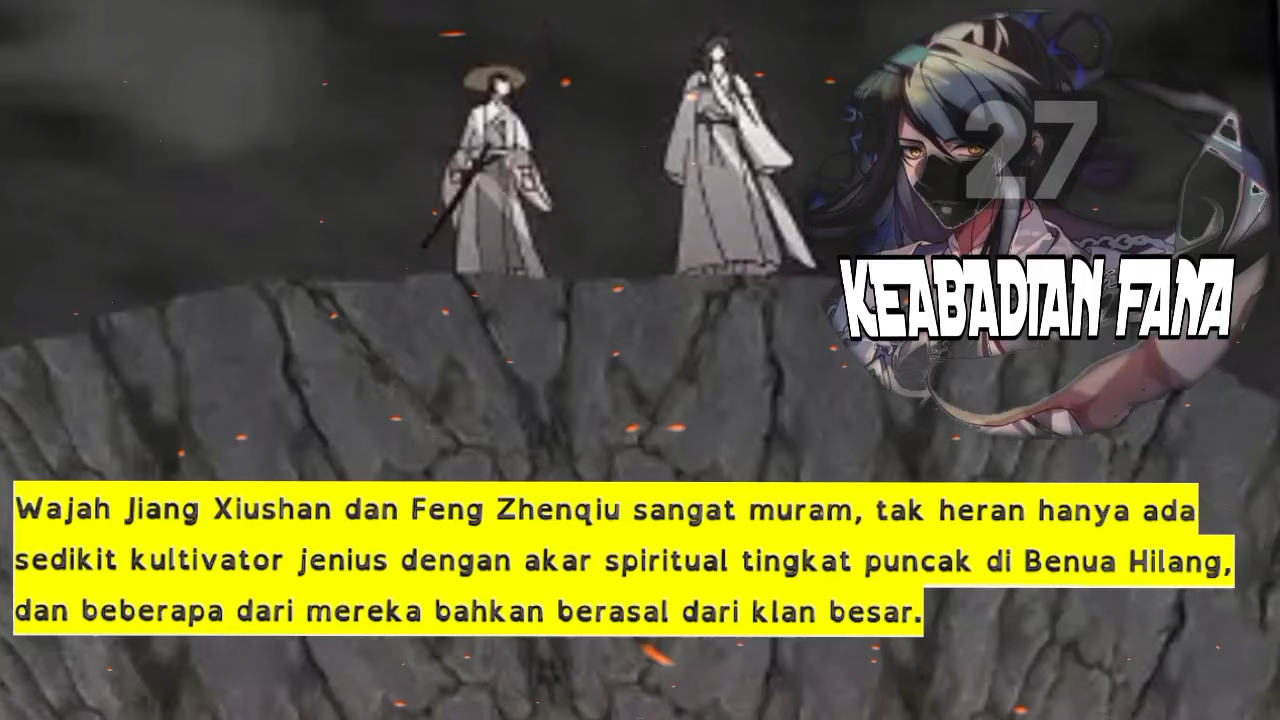 27
KEABADIAN FANA
Wajah Jiang Xiushan dan Feng Zhenqiu sangat muram, tak heran hanya ada
sedikit kultivator jenius dengan akar spiritual tingkat puncak di Benua Hilang,
dan beberapa dari mereka bahkan berasal dari klan besar.